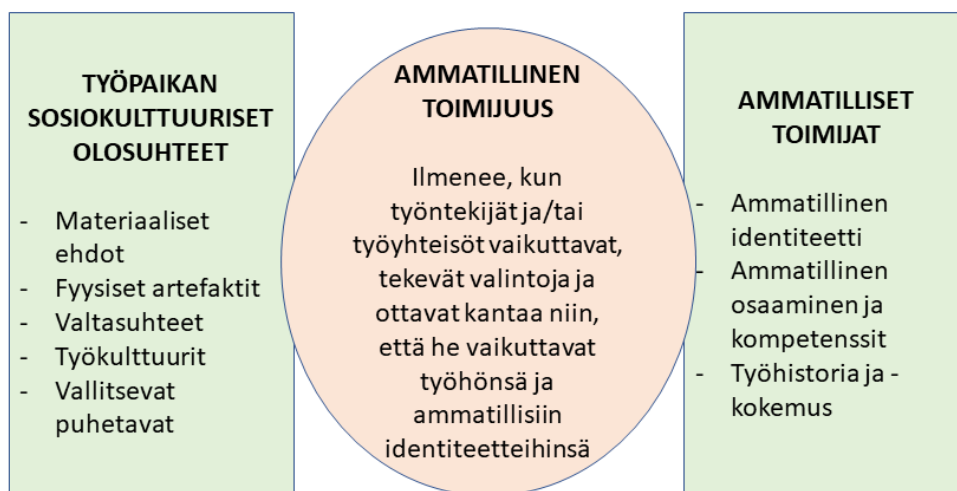 TYÖPAIKAN
SOSIOKULTTUURISET
OLOSUHTEET
- Materiaaliset
ehdot
- Fyysiset artefaktit
- Valtasuhteet
- Työkulttuurit
- Vallitsevat
puhetavat
AMMATILLINEN
TOIMIJUUS
Ilmenee, kun
työntekijät ja/tai
työyhteisöt vaikuttavat,
tekevät valintoja ja
ottavat kantaa niin,
että he vaikuttavat
työhönsä ja
ammatillisiin
identiteetteihinsä
AMMATILLISET
TOIMIJAT
- Ammatillinen
identiteetti
- Ammatillinen
osaaminen ja
kompetenssit
- Työhistoria ja -
kokemus